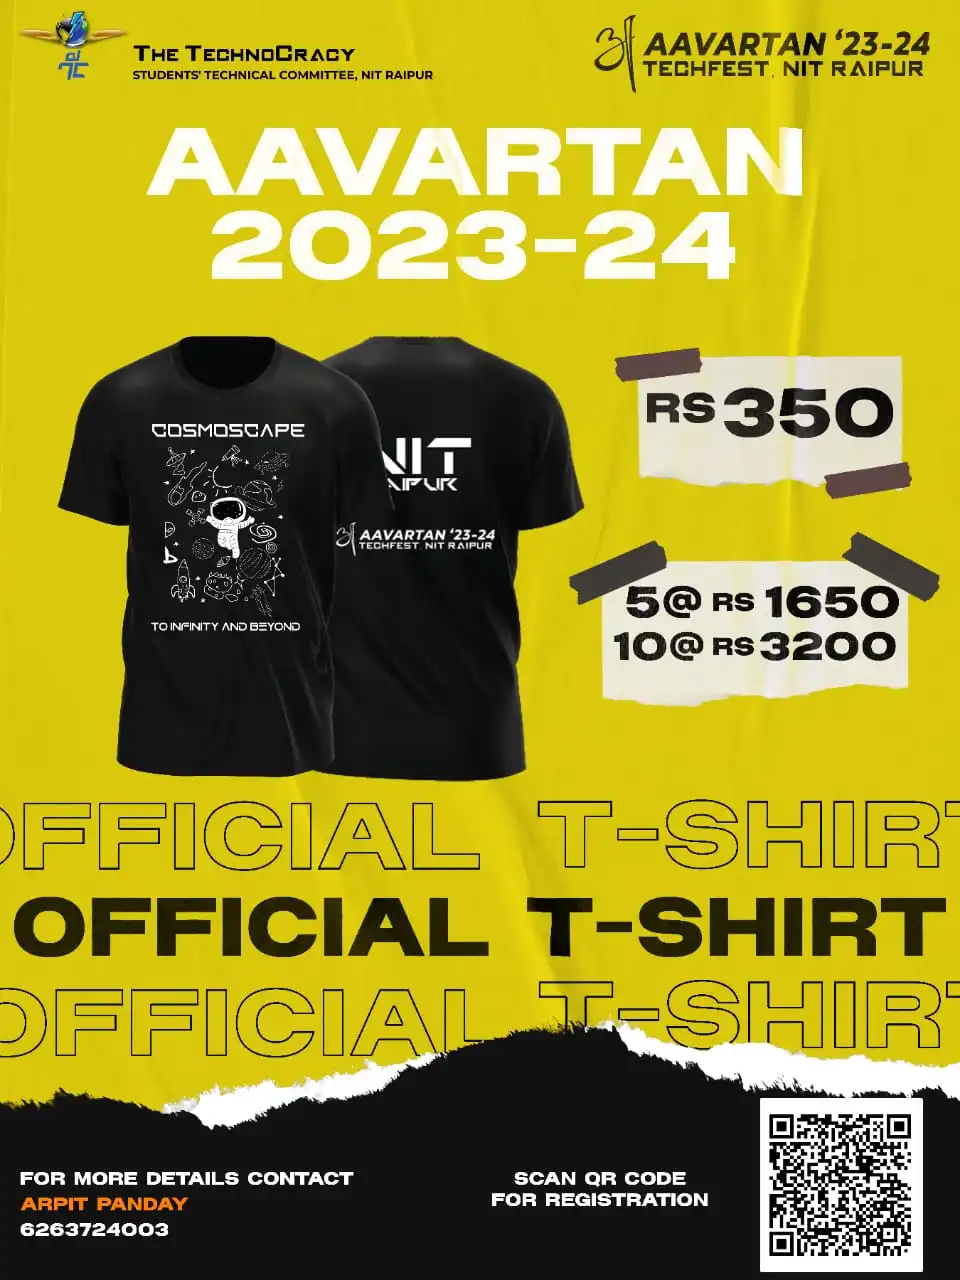 THE TECHNOCRACY
STUDENTS' TECHNICAL COMMITTEE, NIT RAIPUR
AAVARTAN '23-24
TECHFEST, NIT RAIPUR
AAVARTAN
2023-24
COSMOSCAPE
TO INFINITY AND BEYOND
NIT
RAIPUR
AAVARTAN '23-24
TECHFEST, NIT RAIPUR
RS 350
5@ RS 1650
10@ RS 3200
OFFICIAL T-SHIRT
OFFICIAL T-SHIRT
OFFICIAL T-SHIRT
FOR MORE DETAILS CONTACT
ARPIT PANDAY
6263724003
SCAN QR CODE
FOR REGISTRATION